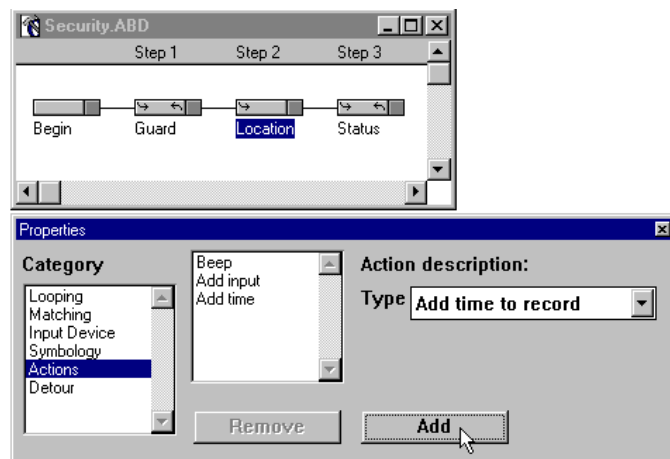 Security.ABD
Step 1 Step 2 Step 3
Begin Guard Location Status
Properties
Category
Looping
Matching
Input Device
Symbology
Actions
Detour
Beep
Add input
Add time
Remove
Action description:
Type Add time to record
Add